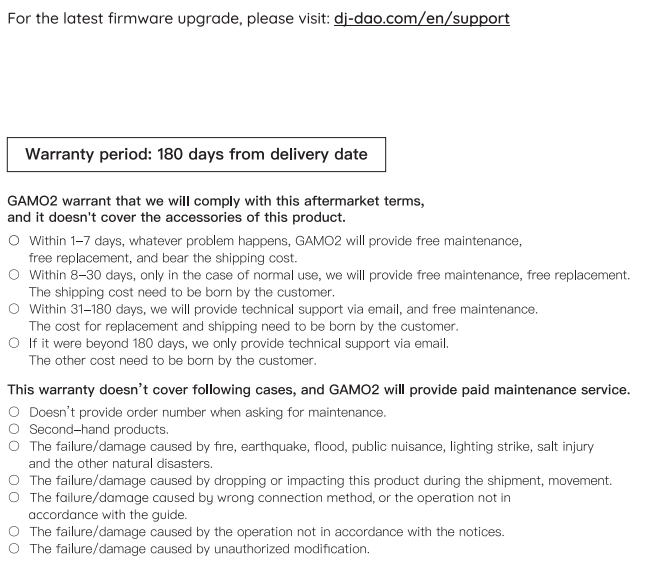 For the latest firmware upgrade, please visit: dj-dao.com/en/support
Warranty period: 180 days from delivery date
GAMO2 warrant that we will comply with this aftermarket terms,
and it doesn't cover the accessories of this product.
○ Within 1–7 days, whatever problem happens, GAMO2 will provide free maintenance,
free replacement, and bear the shipping cost.
○ Within 8–30 days, only in the case of normal use, we will provide free maintenance, free replacement.
The shipping cost need to be born by the customer.
○ Within 31–180 days, we will provide technical support via email, and free maintenance.
The cost for replacement and shipping need to be born by the customer.
○ If it were beyond 180 days, we only provide technical support via email.
The other cost need to be born by the customer.
This warranty doesn't cover following cases, and GAMO2 will provide paid maintenance service.
○ Doesn't provide order number when asking for maintenance.
○ Second–hand products.
○ The failure/damage caused by fire, earthquake, flood, public nuisance, lighting strike, salt injury
and the other natural disasters.
○ The failure/damage caused by dropping or impacting this product during the shipment, movement.
○ The failure/damage caused by wrong connection method, or the operation not in
accordance with the guide.
○ The failure/damage caused by the operation not in accordance with the notices.
○ The failure/damage caused by unauthorized modification.